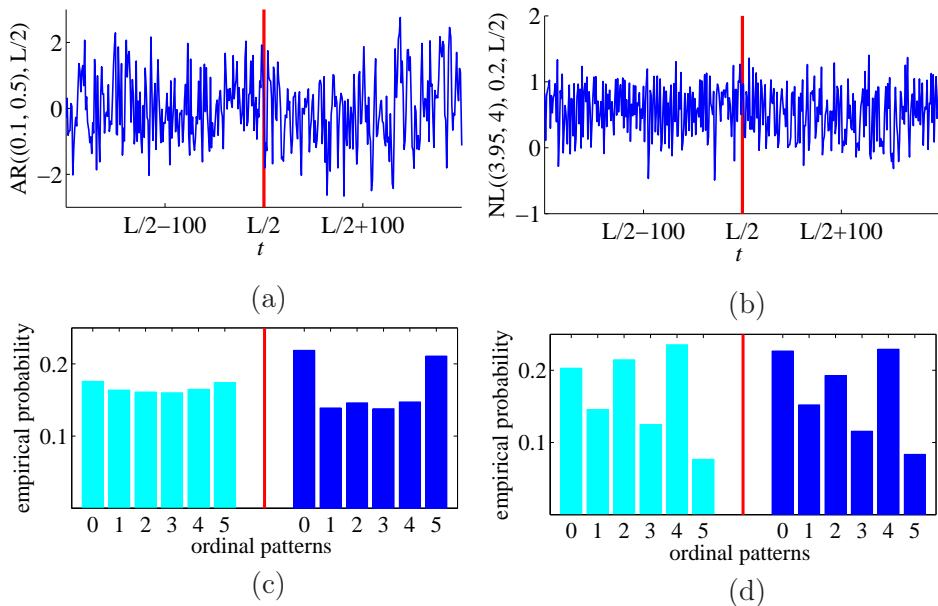 AR((0.1, 0.5), L/2)
2
0
−2
L/2−100
L/2
L/2+100
t
(a)
NL((3.95, 4), 0.2, L/2)
2
1
0
−1
L/2−100
L/2
L/2+100
t
(b)
empirical probability
0.2
0.1
0 1 2 3 4 5
0 1 2 3 4 5
ordinal patterns
(c)
empirical probability
0.2
0.1
0 1 2 3 4 5
0 1 2 3 4 5
ordinal patterns
(d)